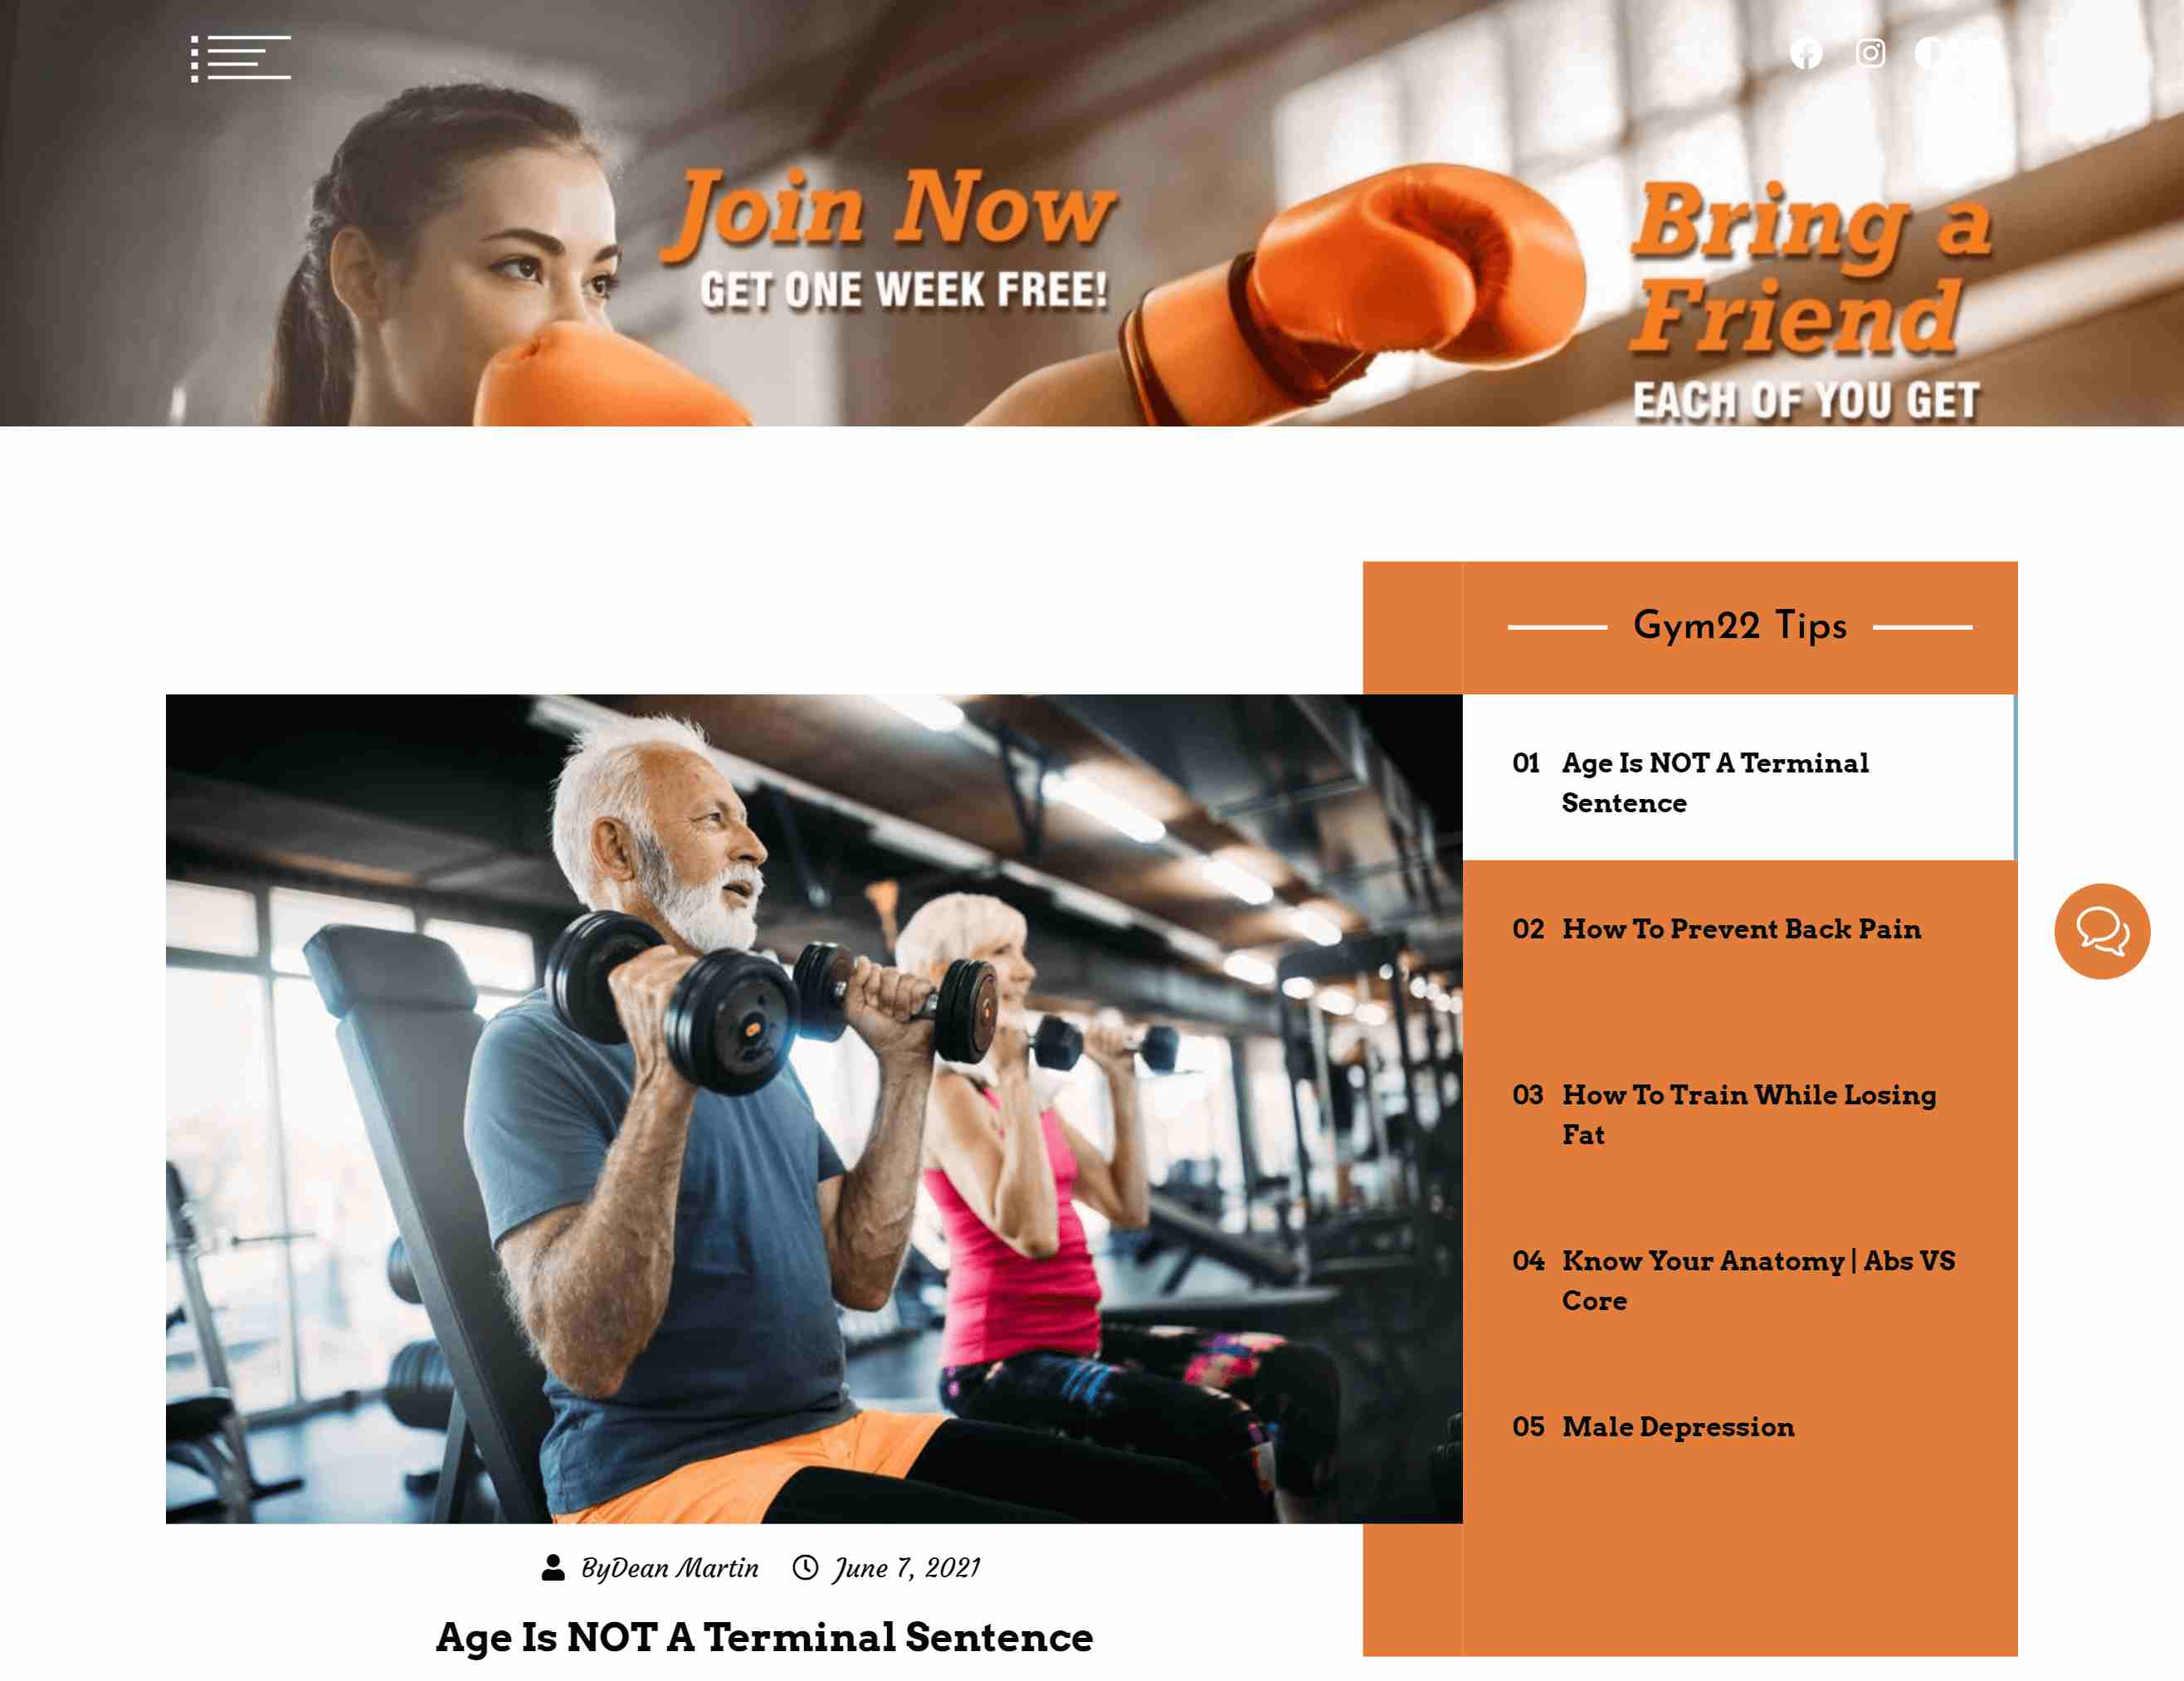 Join Now
GET ONE WEEK FREE!
Bring a
Friend
EACH OF YOU GET
Gym22 Tips
01 Age Is NOT A Terminal
Sentence
02 How To Prevent Back Pain
03 How To Train While Losing
Fat
04 Know Your Anatomy | Abs VS
Core
05 Male Depression
ByDean Martin June 7, 2021
Age Is NOT A Terminal Sentence